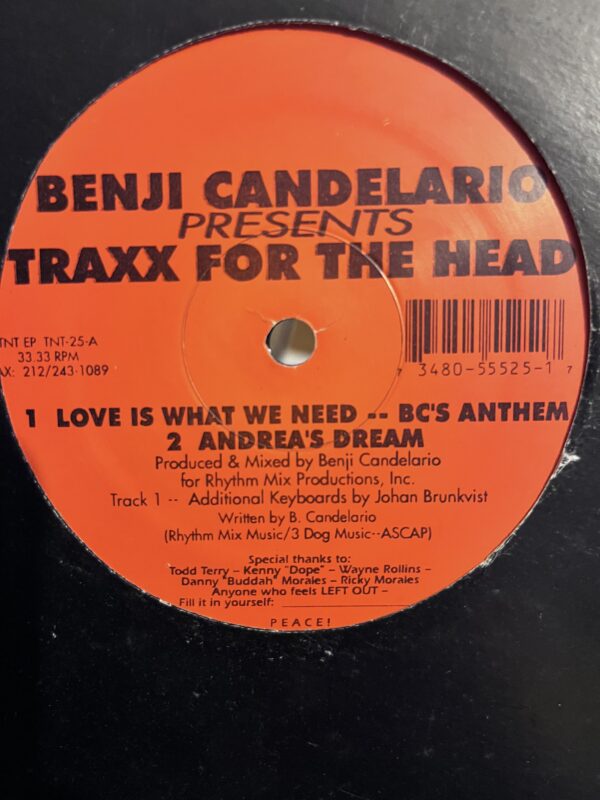 BENJI CANDELARIO
PRESENTS
TRAXX FOR THE HEAD
TNT EP TNT-25-A
33.33 RPM
AX: 212/243-1089
7 3480-55525-1 7
1 LOVE IS WHAT WE NEED -- BC'S ANTHEM
2 ANDREA'S DREAM
Produced & Mixed by Benji Candelario
for Rhythm Mix Productions, Inc.
Track 1 -- Additional Keyboards by Johan Brunkvist
Written by B. Candelario
(Rhythm Mix Music/3 Dog Music--ASCAP)
Special thanks to:
Todd Terry – Kenny "Dope" – Wayne Rollins –
Danny "Buddah" Morales – Ricky Morales
Anyone who feels LEFT OUT –
Fill it in yourself: ____________________
PEACE!